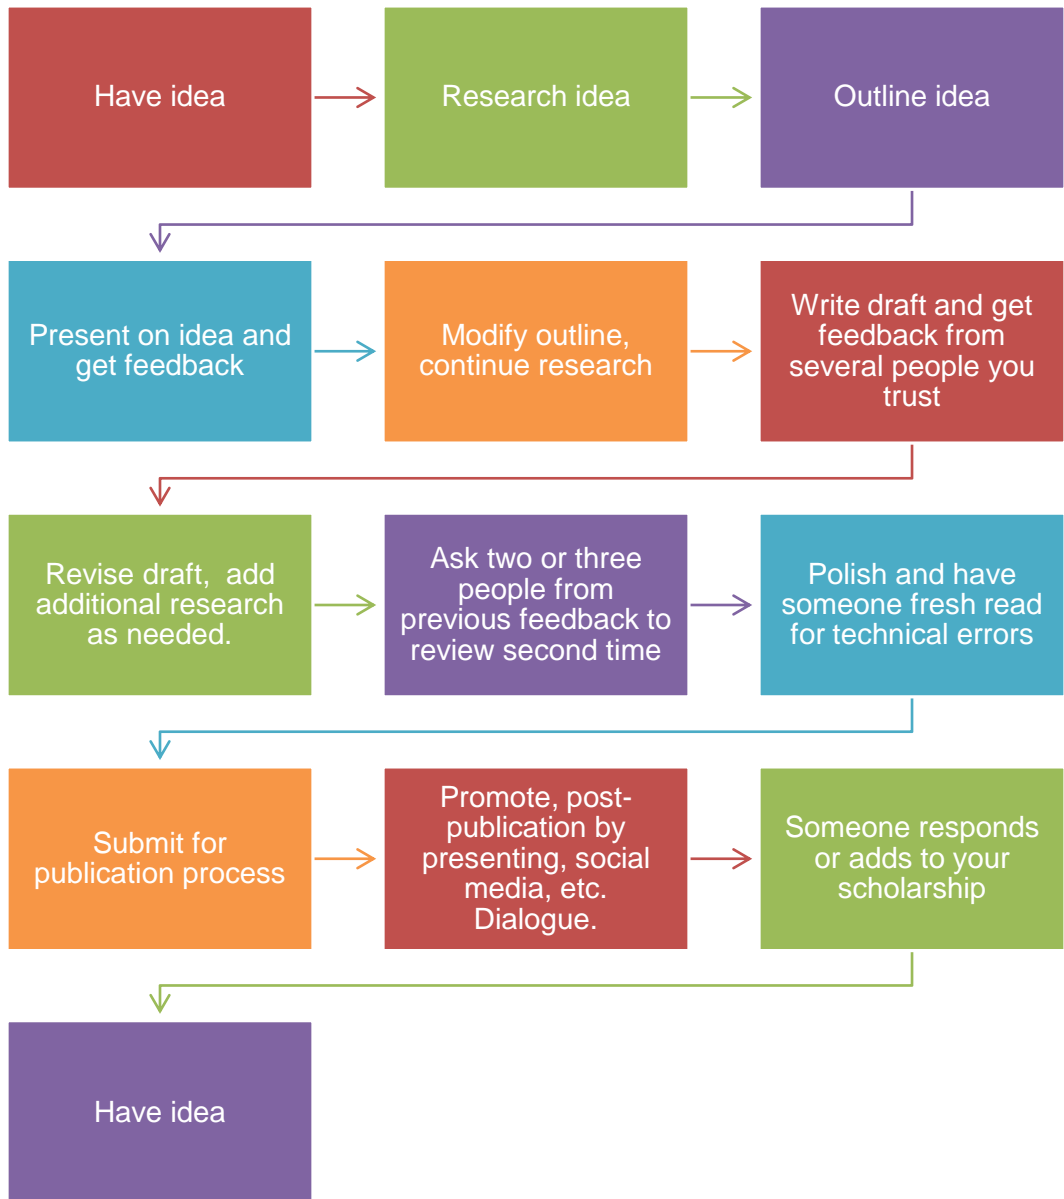 Have idea
Research idea
Outline idea
Present on idea and
get feedback
Modify outline,
continue research
Write draft and get
feedback from
several people you
trust
Revise draft,  add
additional research
as needed.
Ask two or three
people from
previous feedback to
review second time
Polish and have
someone fresh read
for technical errors
Submit for
publication process
Promote, post-
publication by
presenting, social
media, etc.
Dialogue.
Someone responds
or adds to your
scholarship
Have idea